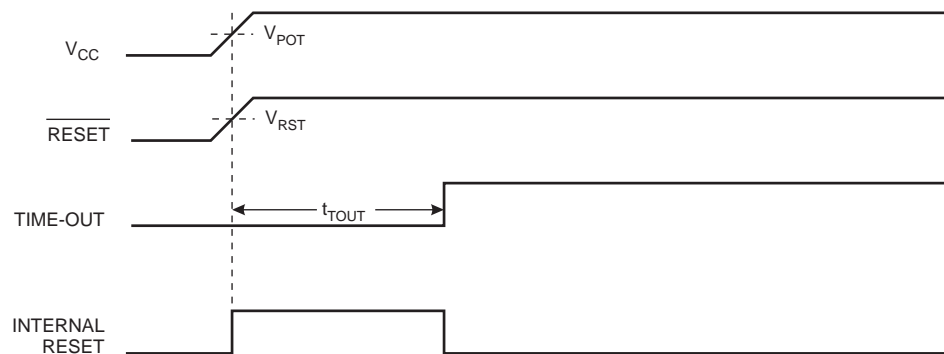 V_CC
V_POT
RESET
V_RST
TIME-OUT
t_TOUT
INTERNAL
RESET